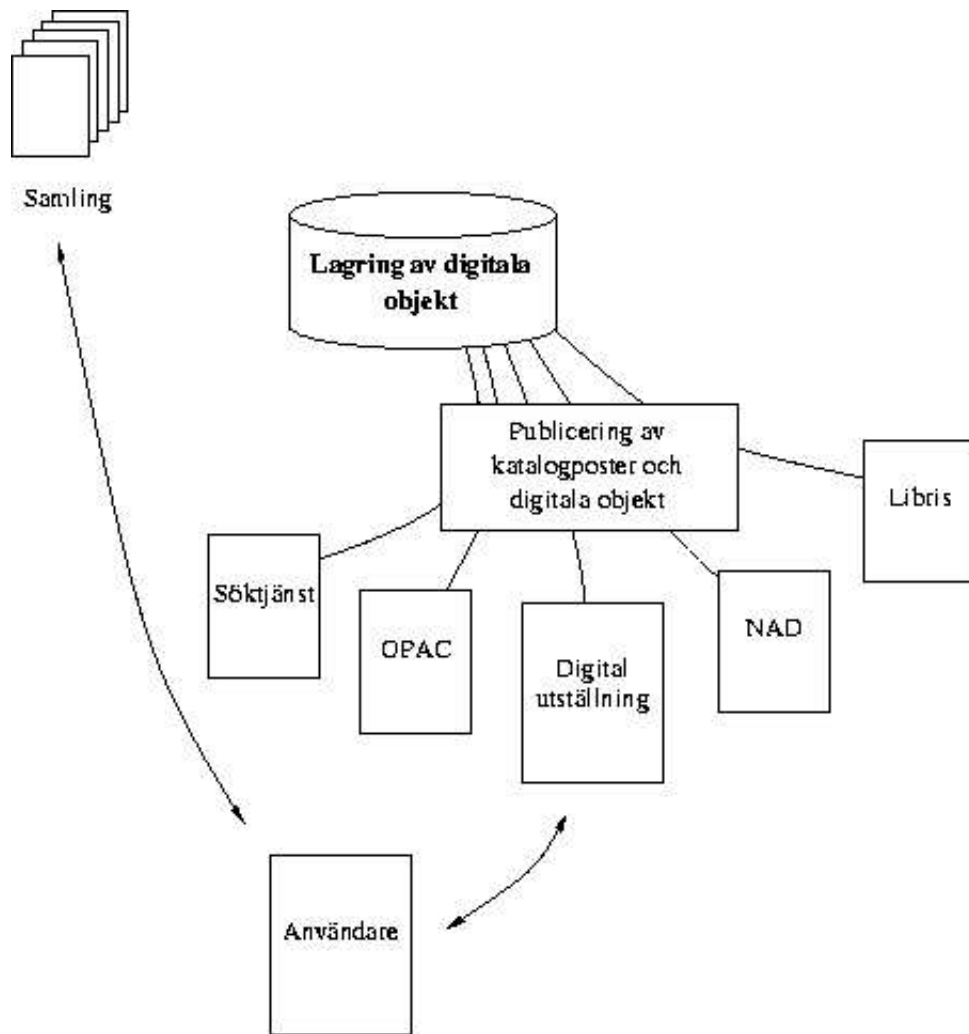 Samling
Lagring av digitala
objekt
Publicering av
katalogposter och
digitala objekt
Libris
Söktjänst
OPAC
Digital
utställning
NAD
Användare